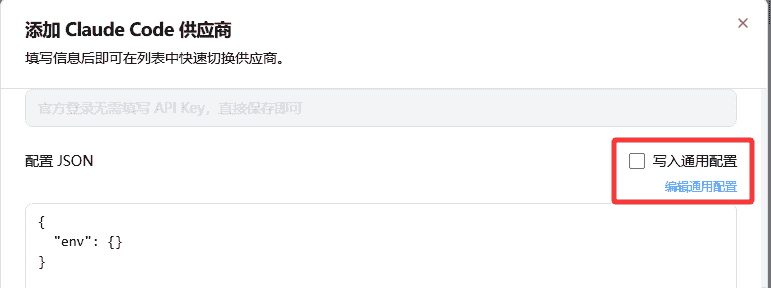 添加 Claude Code 供应商
填写信息后即可在列表中快速切换供应商。
官方登录无需填写 API Key，直接保存即可
配置 JSON
写入通用配置
编辑通用配置
{
  "env": {}
}